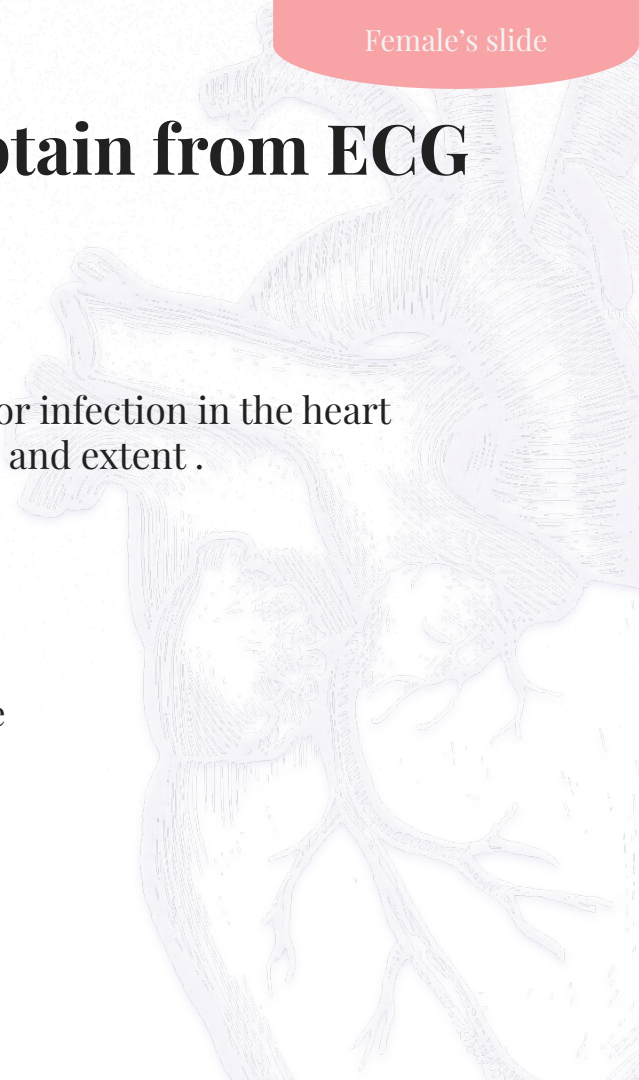 Female’s slide
otain from ECG
or infection in the heart
and extent .
e